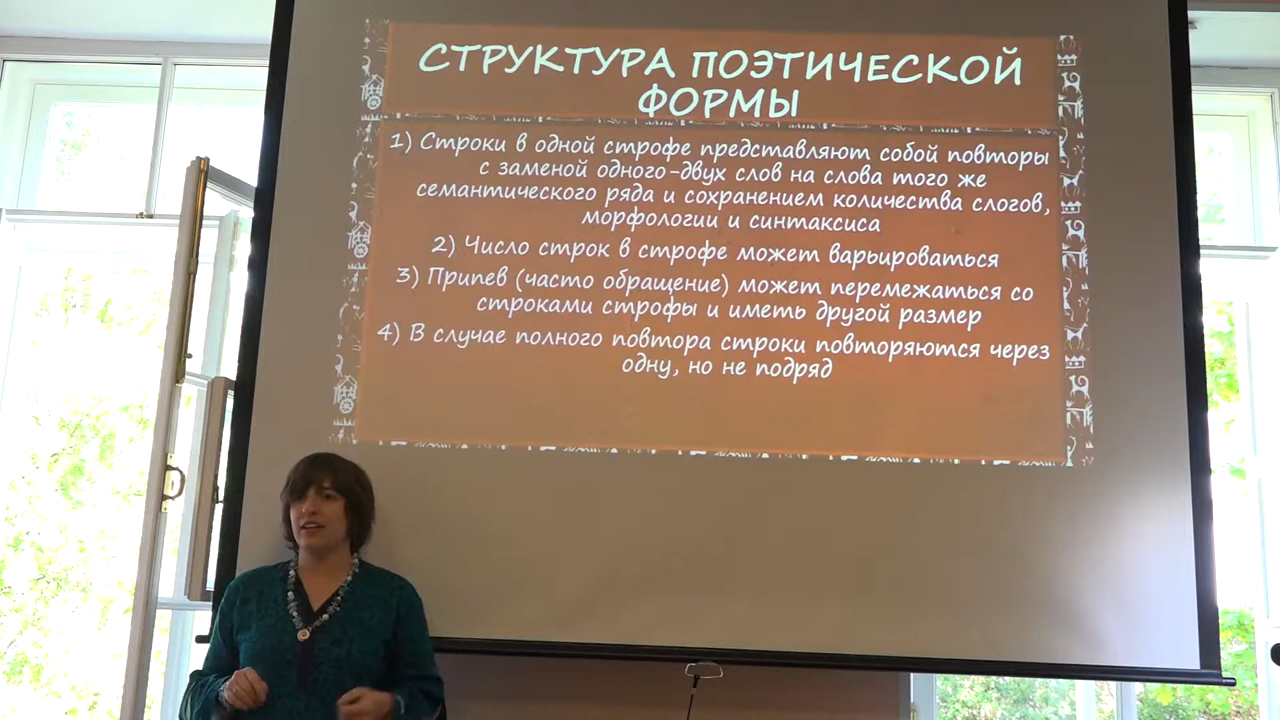 СТРУКТУРА ПОЭТИЧЕСКОЙ
ФОРМЫ
1) Строки в одной строфе представляют собой повторы
с заменой одного-двух слов на слова того же
семантического ряда и сохранением количества слогов,
морфологии и синтаксиса
2) Число строк в строфе может варьироваться
3) Припев (часто обращение) может перемежаться со
строками строфы и иметь другой размер
4) В случае полного повтора строки повторяются через
одну, но не подряд